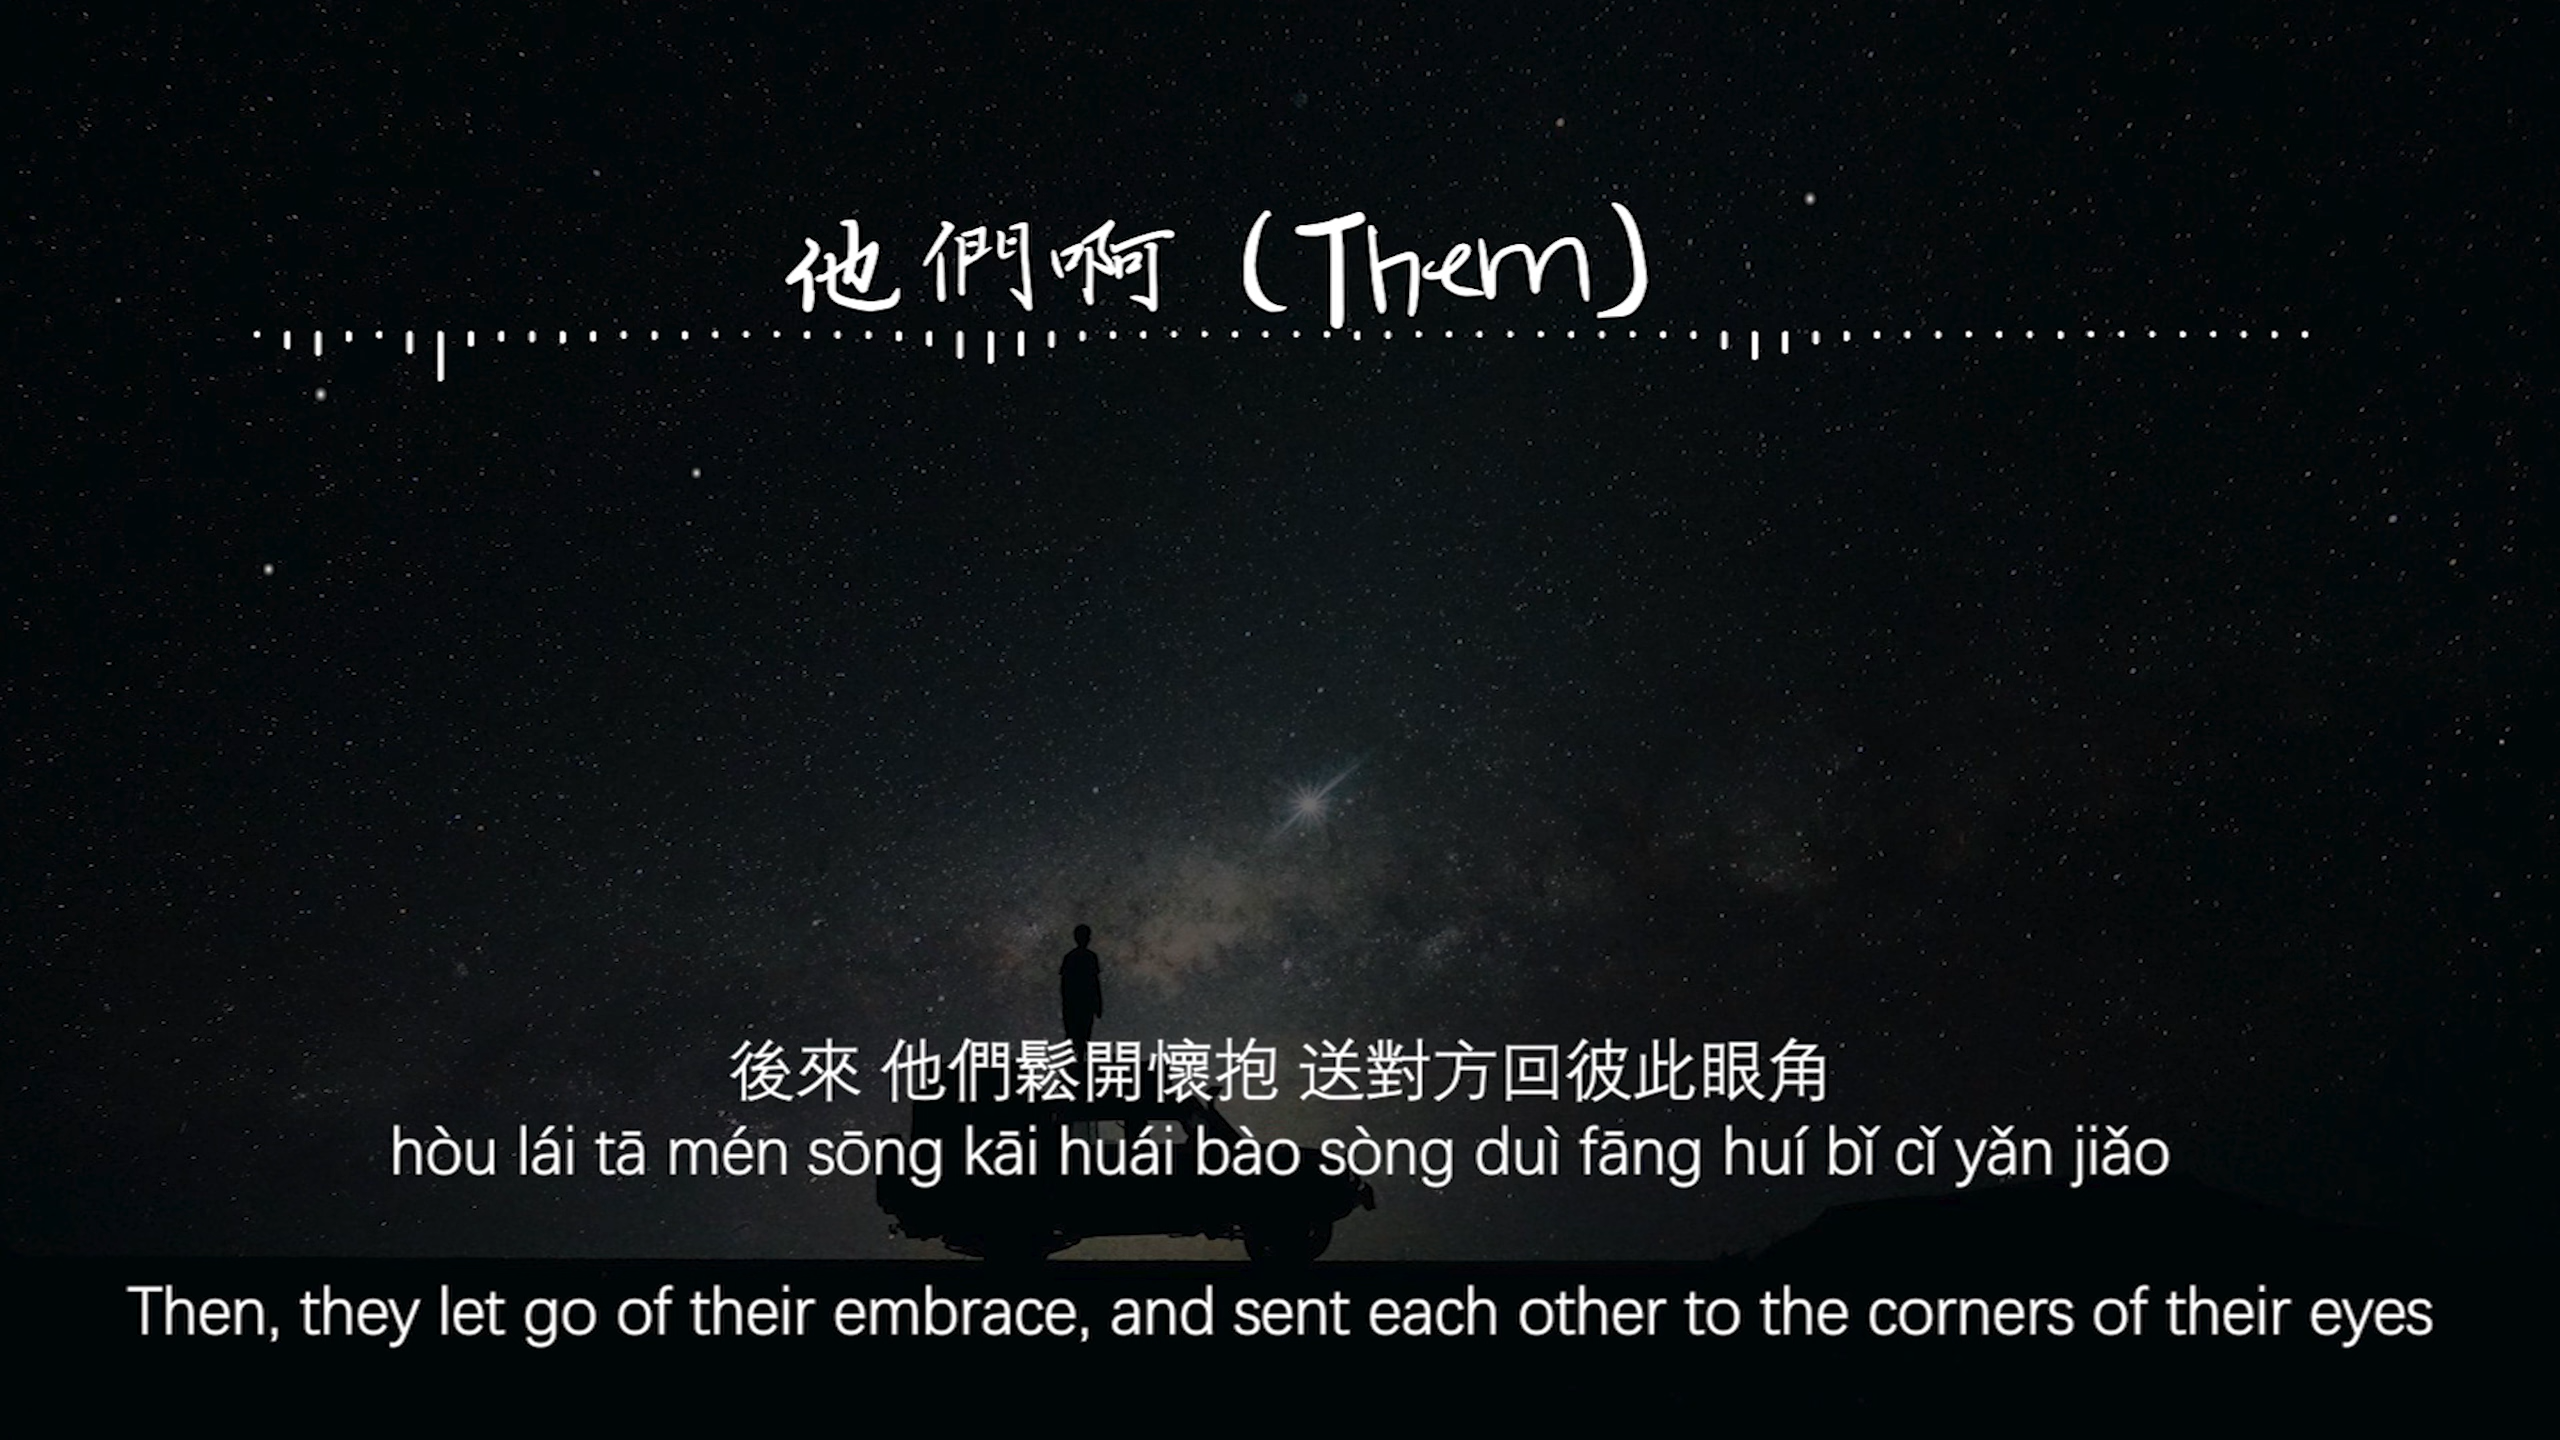 他們啊 (Them)
後來 他們鬆開懷抱 送對方回彼此眼角
hòu lái tā mén sōng kāi huái bào sòng duì fāng huí bǐ cǐ yǎn jiǎo
Then, they let go of their embrace, and sent each other to the corners of their eyes